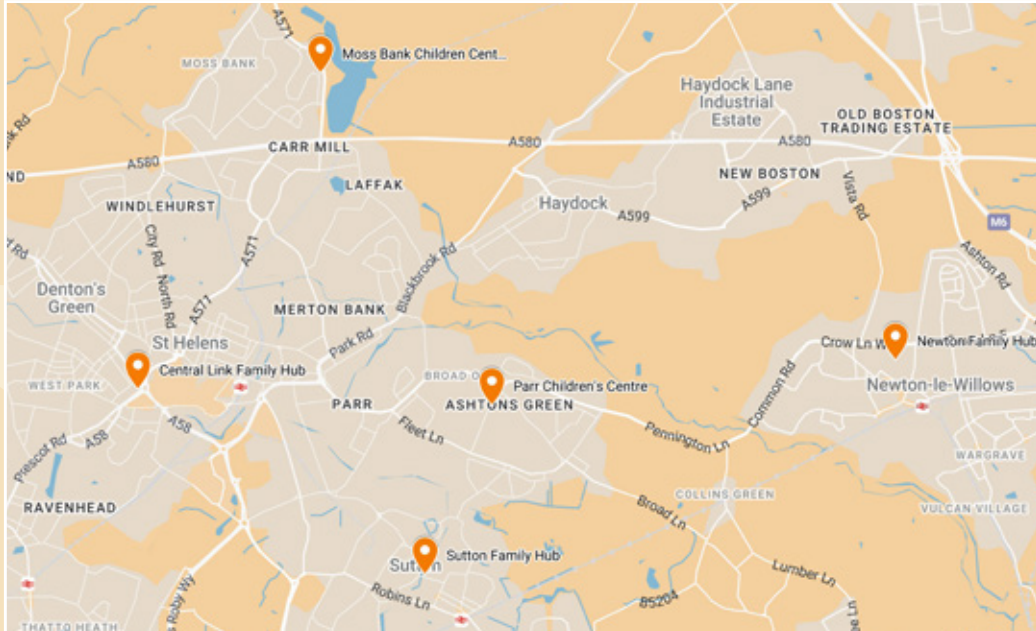 A571
MOSS BANK
Moss Bank Children Cent...
Haydock Lane
Industrial
Estate
OLD BOSTON
TRADING ESTATE
A580
A580
A580
CARR MILL
ND
LAFFAK
NEW BOSTON
WINDLEHURST
Haydock
A599
A599
Vista Rd
M6
City Rd
A571
Blackbrook Rd
Ashton Rd
Denton's
Green
North Rd
A571
MERTON BANK
St Helens
Park Rd
Crow Ln W
Newton Family Hub
Central Link Family Hub
WEST PARK
BROAD O
Parr Children's Centre
Newton-le-Willows
PARR
ASHTONS GREEN
Common Rd
A58
Prescot Rd
A58
Fleet Ln
Pennington Ln
WARGRAVE
COLLINS GREEN
RAVENHEAD
Broad Ln
VULCAN VILLAGE
Sutton Family Hub
Lumber Ln
Robins Ln
B5204
Roby Wy
THATTO HEATH